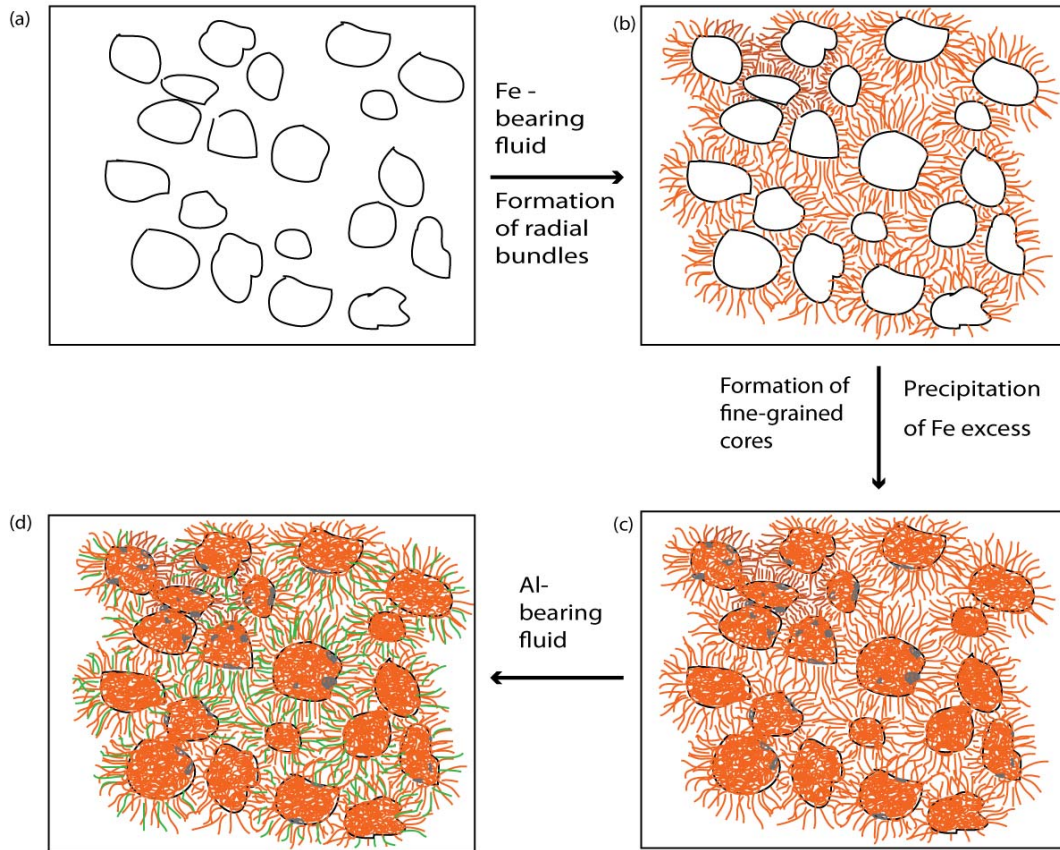 (a)
Fe -
bearing
fluid
Formation
of radial
bundles
(b)
Formation of
fine-grained
cores
Precipitation
of Fe excess
(c)
Al-
bearing
fluid
(d)